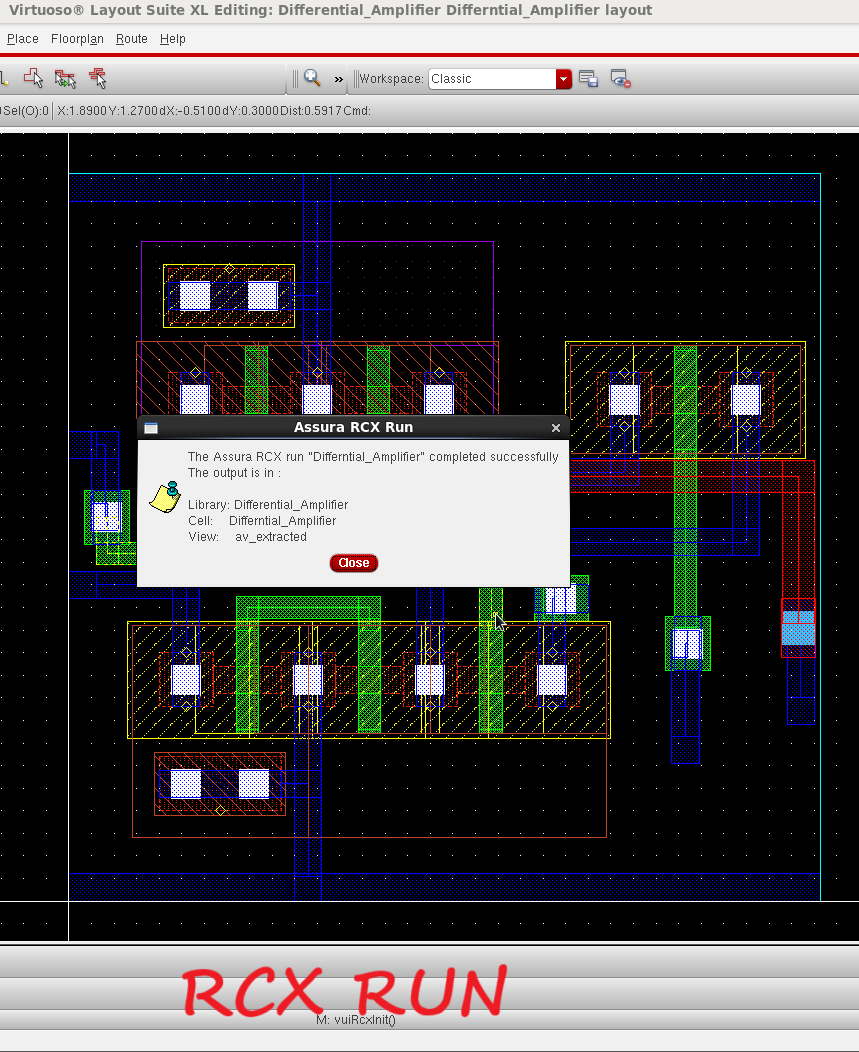 Virtuoso® Layout Suite XL Editing: Differential_Amplifier Differntial_Amplifier layout
Place Floorplan Route Help
» Workspace: Classic
Sel(O):0 X:1.8900 Y:1.2700 dX:-0.5100 dY:0.3000 Dist:0.5917 Cmd:
Assura RCX Run
The Assura RCX run "Differntial_Amplifier" completed successfully
The output is in :
Library: Differential_Amplifier
Cell: Differntial_Amplifier
View: av_extracted
Close
RCX RUN
M: vuiRcxInit()